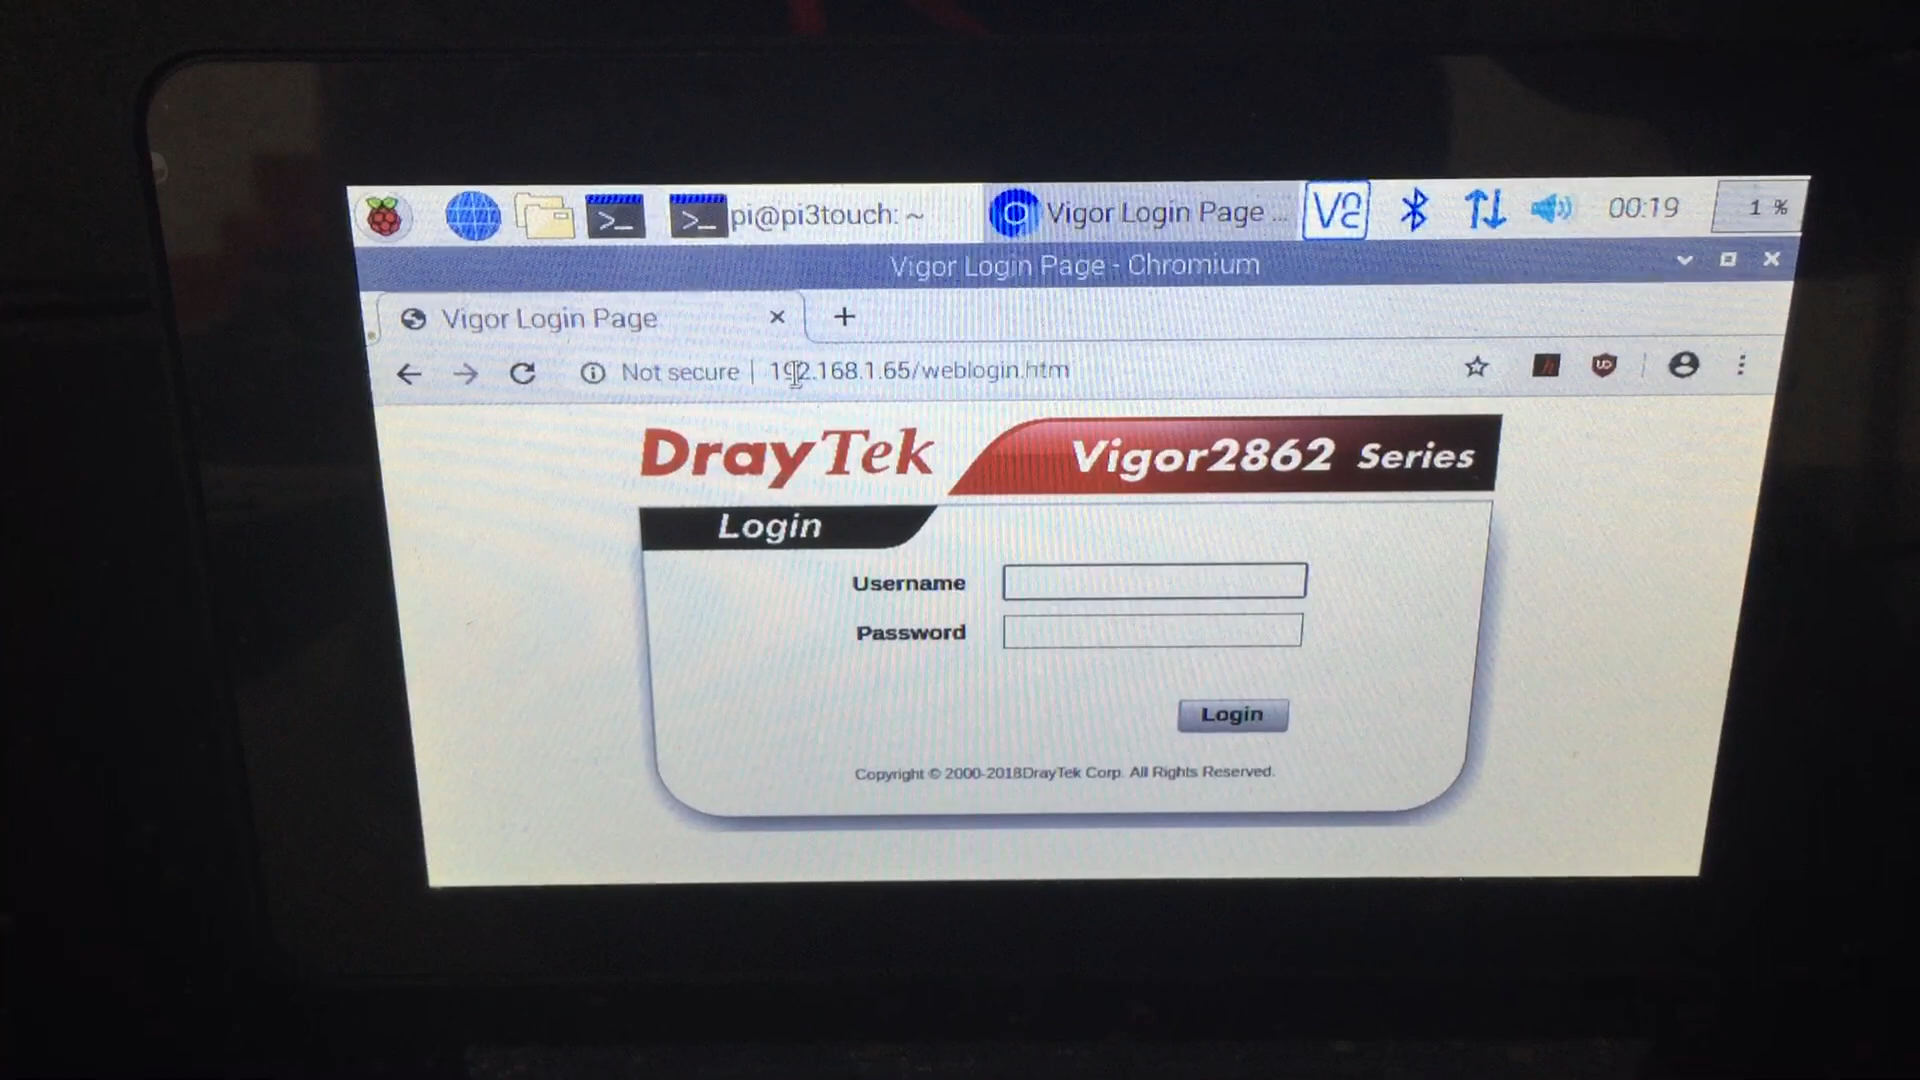 pi@pi3touch: ~
Vigor Login Page ...
00:19
1 %
Vigor Login Page - Chromium
Vigor Login Page
Not secure | 192.168.1.65/weblogin.htm
DrayTek
Vigor2862 Series
Login
Username
Password
Login
Copyright © 2000-2018DrayTek Corp. All Rights Reserved.